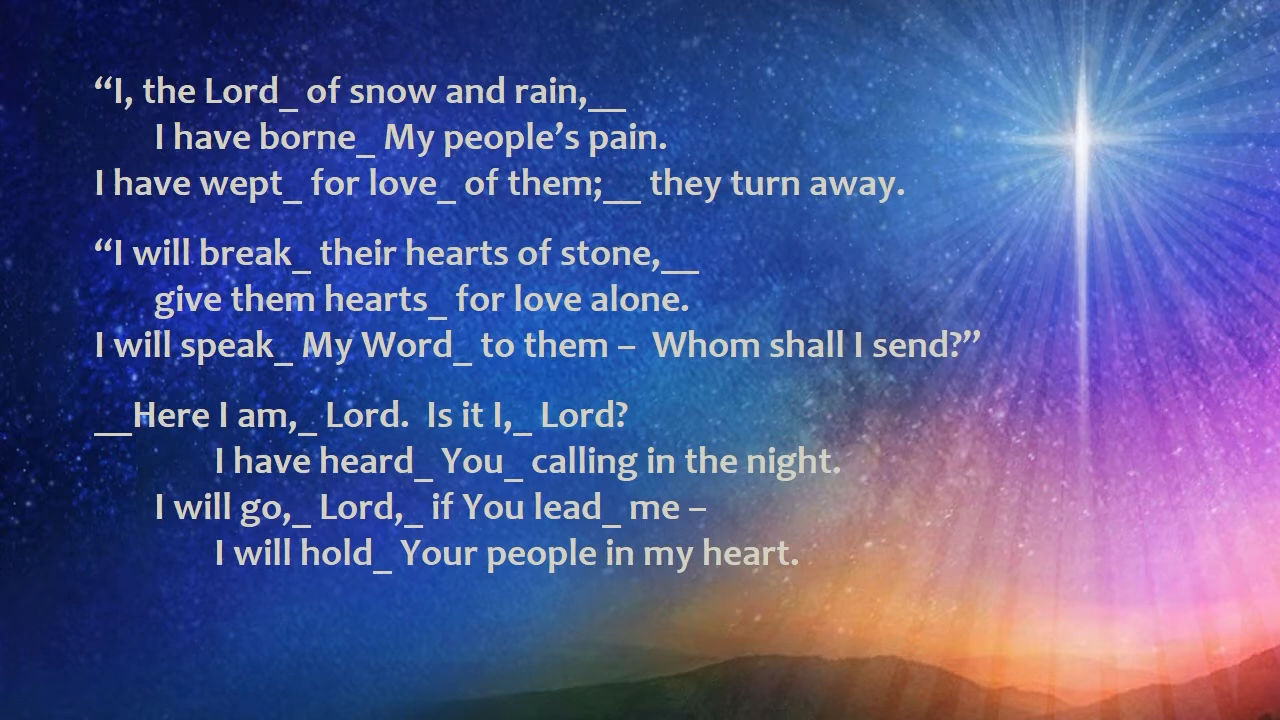 “I, the Lord_ of snow and rain,__
I have borne_ My people’s pain.
I have wept_ for love_ of them;__ they turn away.
“I will break_ their hearts of stone,__
give them hearts_ for love alone.
I will speak_ My Word_ to them –  Whom shall I send?”
__Here I am,_ Lord.  Is it I,_ Lord?
I have heard_ You_ calling in the night.
I will go,_ Lord,_ if You lead_ me –
I will hold_ Your people in my heart.